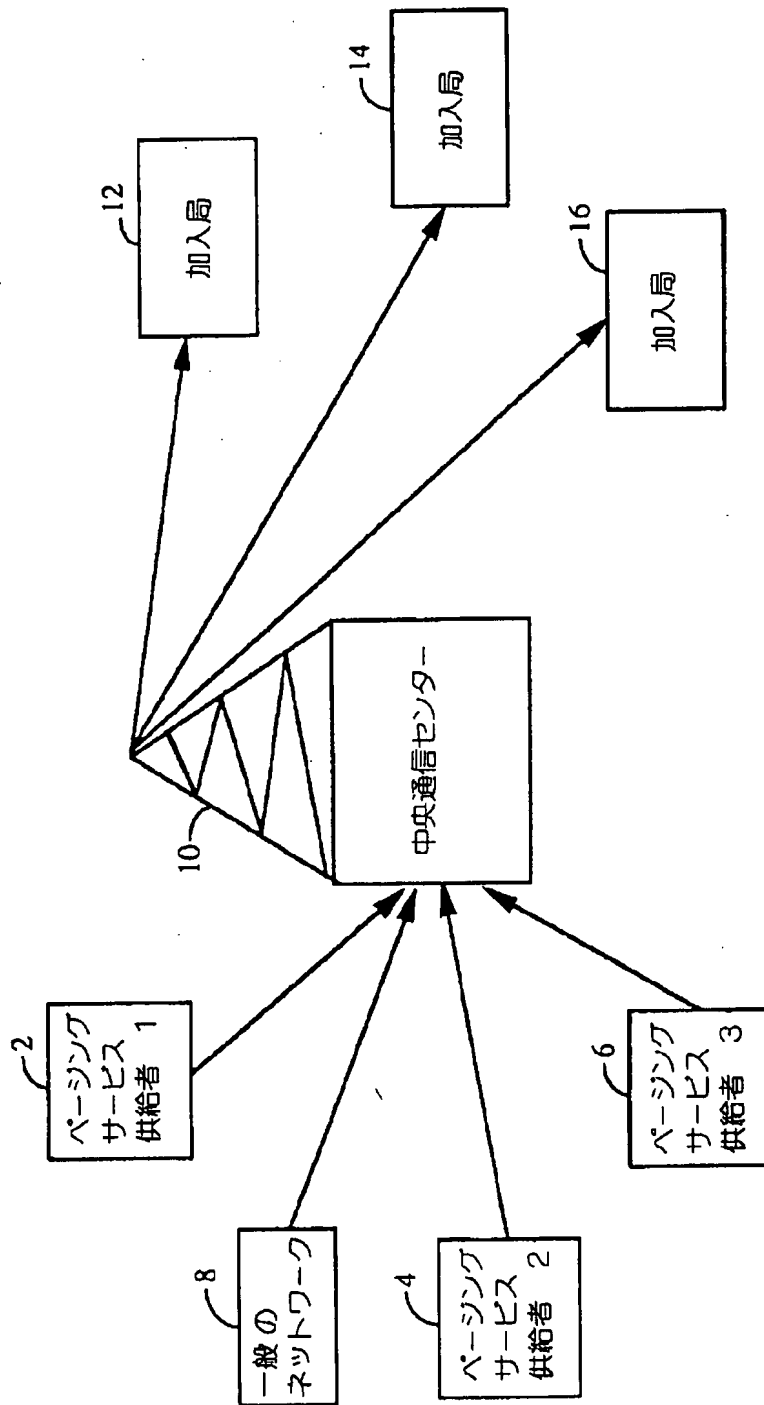 2
ページング
サービス
供給者 1
8
一般の
ネットワーク
4
ページング
サービス
供給者 2
6
ページング
サービス
供給者 3
10
中央通信センター
12
加入局
14
加入局
16
加入局